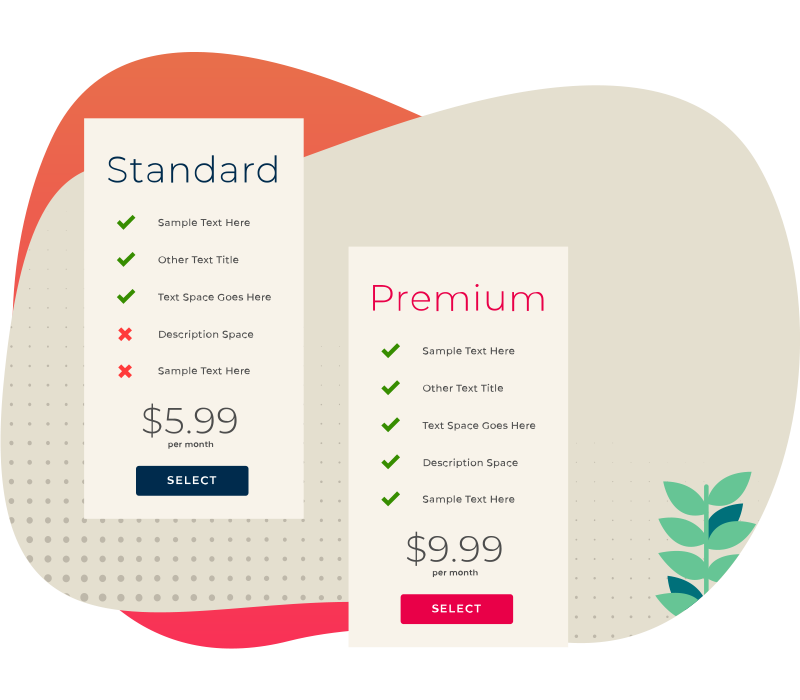 Standard
Sample Text Here
Other Text Title
Text Space Goes Here
Description Space
Sample Text Here
$5.99
per month
SELECT
Premium
Sample Text Here
Other Text Title
Text Space Goes Here
Description Space
Sample Text Here
$9.99
per month
SELECT